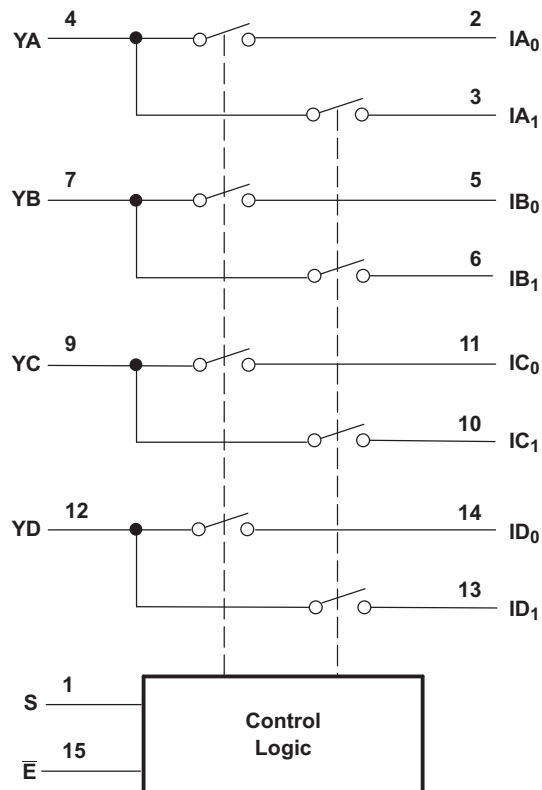 4
2
YA
IA0
3
IA1
7
5
YB
IB0
6
IB1
9
11
YC
IC0
10
IC1
12
14
YD
ID0
13
ID1
1
S
Control
Logic
15
E̅